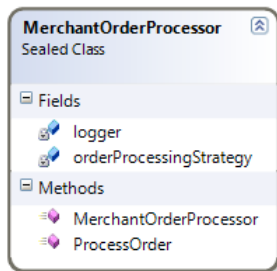 MerchantOrderProcessor
Sealed Class
Fields
logger
orderProcessingStrategy
Methods
MerchantOrderProcessor
ProcessOrder